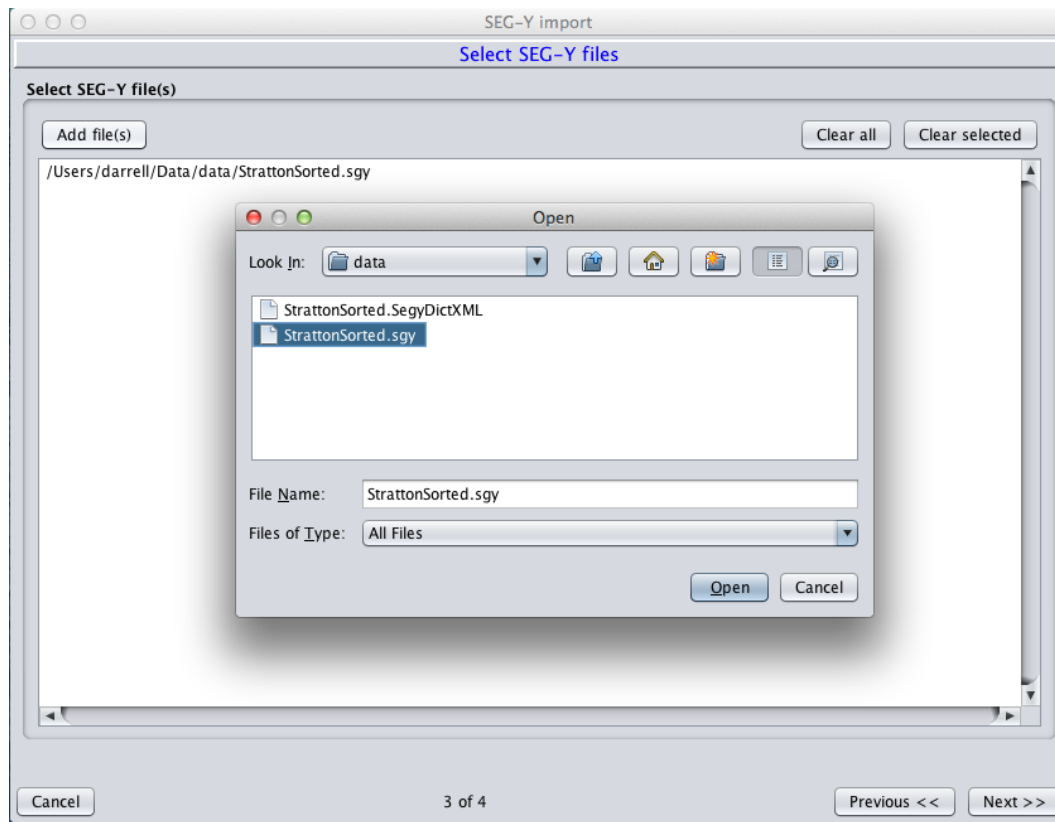 SEG-Y import
Select SEG-Y files
Select SEG-Y file(s)
Add file(s) Clear all Clear selected
/Users/darrell/Data/data/StrattonSorted.sgy
Open
Look In: data
StrattonSorted.SegyDictXML
StrattonSorted.sgy
File Name: StrattonSorted.sgy
Files of Type: All Files
Open Cancel
Cancel 3 of 4 Previous << Next >>